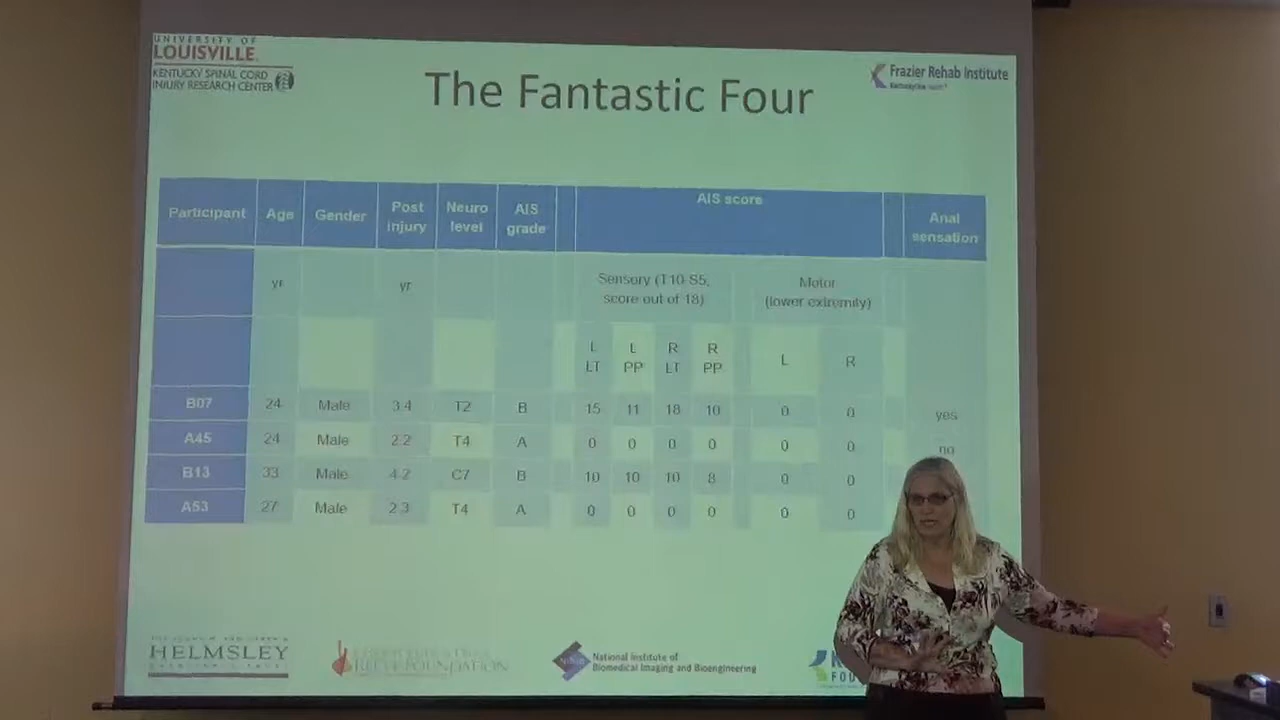 UNIVERSITY OF
LOUISVILLE.
KENTUCKY SPINAL CORD
INJURY RESEARCH CENTER
The Fantastic Four
Frazier Rehab Institute
Participant Age Gender Post injury Neuro level AIS grade AIS score Anal sensation
yr yr Sensory (T10-S5, score out of 18) Motor (lower extremity)
L LT L PP R LT R PP L R
B07 24 Male 3.4 T2 B 15 11 18 10 0 0 yes
A45 24 Male 2.2 T4 A 0 0 0 0 0 0 no
B13 33 Male 4.2 C7 B 10 10 10 8 0 0
A53 27 Male 2.3 T4 A 0 0 0 0 0 0
HELMSLEY
REEVE FOUNDATION
National Institute of
Biomedical Imaging and Bioengineering